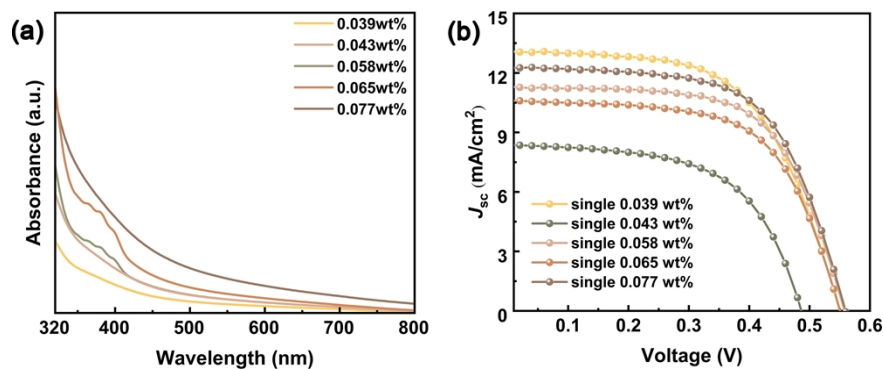 (a)
0.039wt%
0.043wt%
0.058wt%
0.065wt%
0.077wt%
Absorbance (a.u.)
320 400 500 600 700 800
Wavelength (nm)
(b)
15
12
9
6
3
0
Jsc (mA/cm²)
single 0.039 wt%
single 0.043 wt%
single 0.058 wt%
single 0.065 wt%
single 0.077 wt%
0.1 0.2 0.3 0.4 0.5 0.6
Voltage (V)